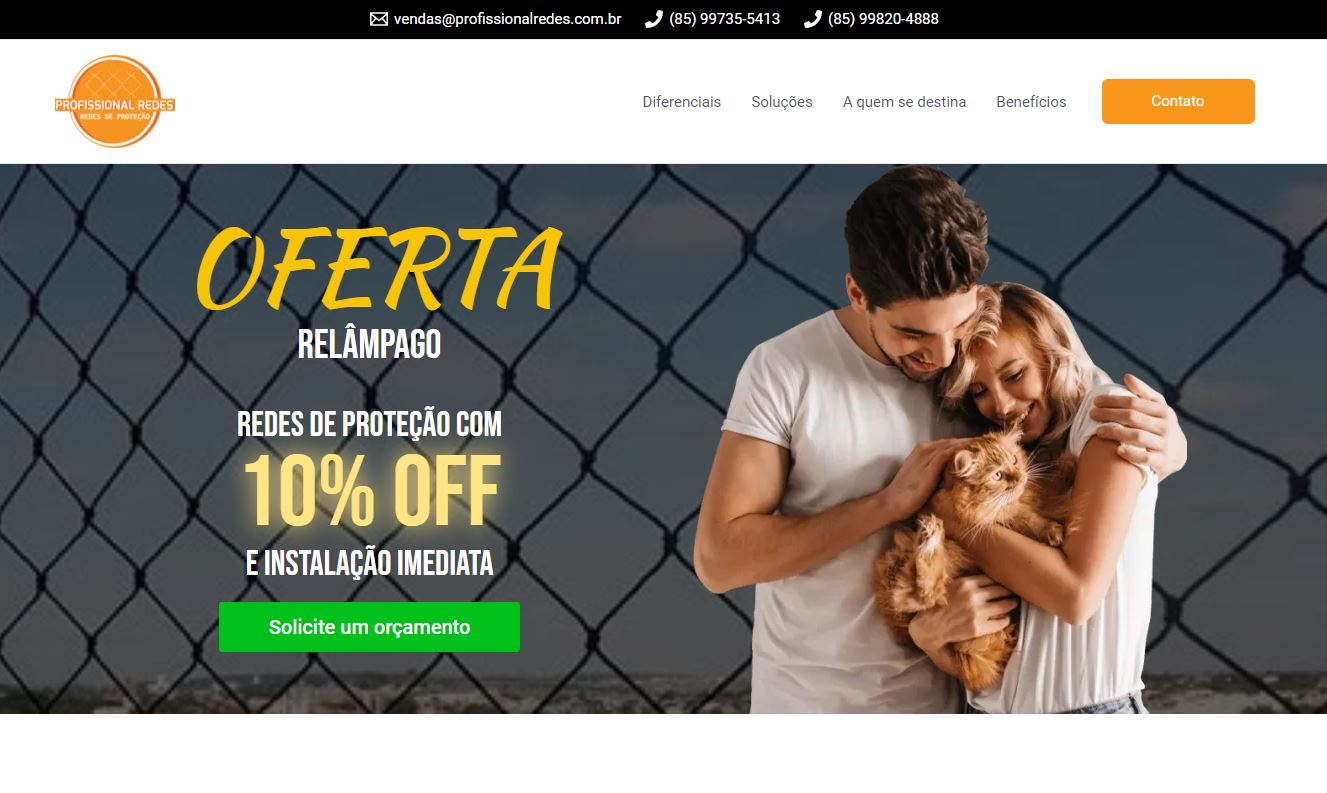 vendas@profissionalredes.com.br (85) 99735-5413 (85) 99820-4888
PROFISSIONAL REDES
REDES DE PROTEÇÃO
Diferenciais A quem se destina Soluções Benefícios Contato
OFERTA
RELÂMPAGO
REDES DE PROTEÇÃO COM
10% OFF
E INSTALAÇÃO IMEDIATA
Solicite um orçamento